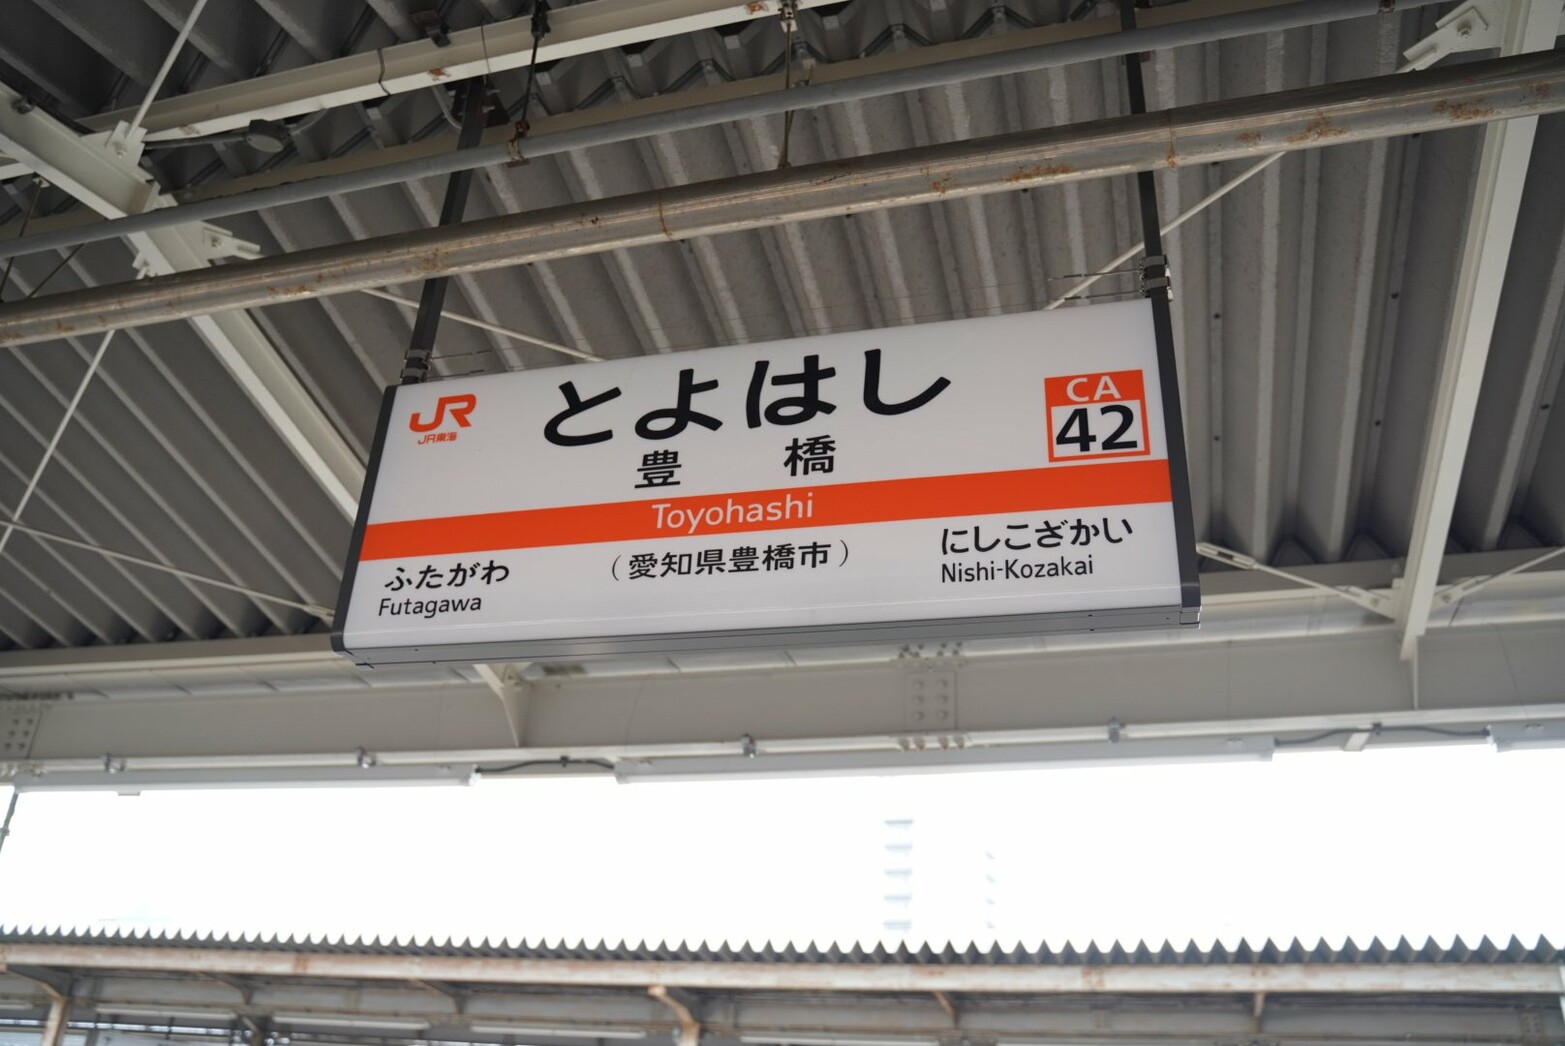 JR
JR東海
とよはし
CA
42
豊橋
Toyohashi
ふたがわ
Futagawa
（愛知県豊橋市）
にしこざかい
Nishi-Kozakai